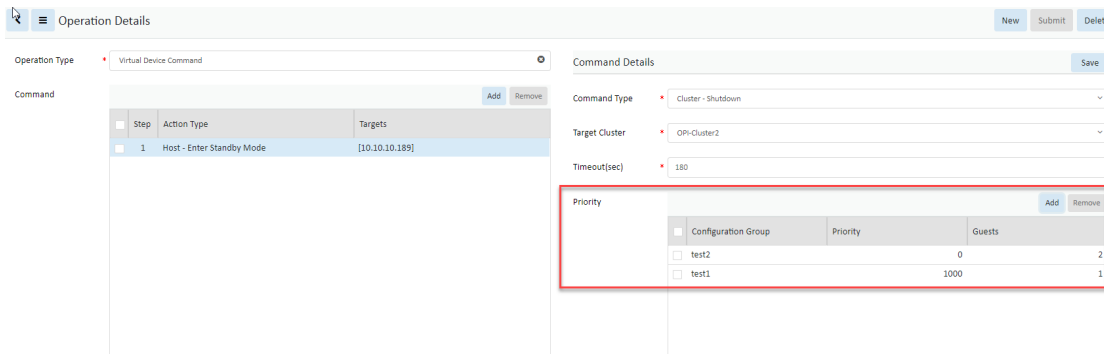 Operation Details
New Submit Delet
Operation Type * Virtual Device Command
Command
Add Remove
Step Action Type Targets
1 Host - Enter Standby Mode [10.10.10.189]
Command Details
Save
Command Type * Cluster - Shutdown
Target Cluster * OPI-Cluster2
Timeout(sec) * 180
Priority
Add Remove
Configuration Group Priority Guests
test2 0 2
test1 1000 1